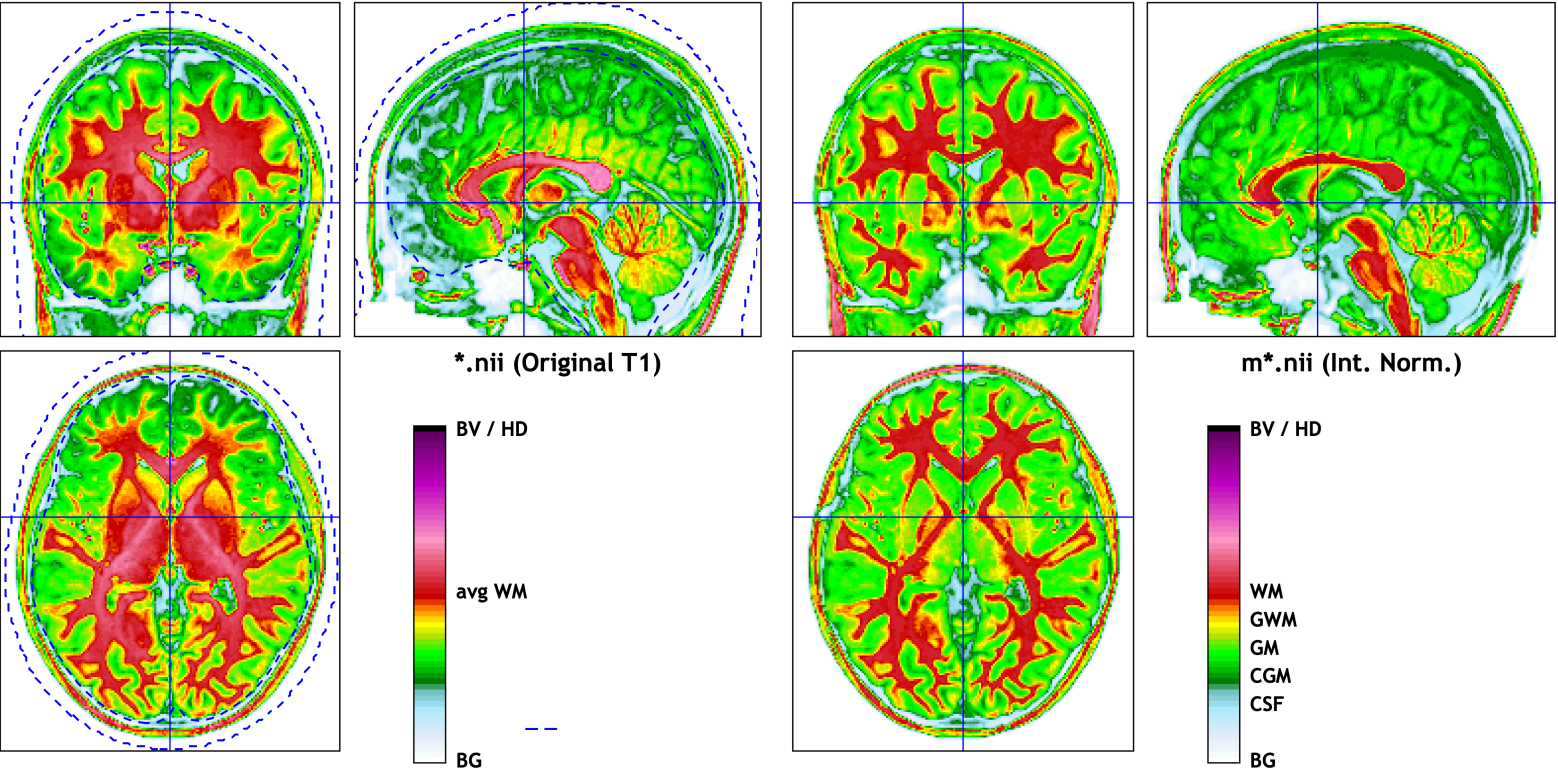 *.nii (Original T1)
BV / HD
avg WM
BG
m*.nii (Int. Norm.)
BV / HD
WM
GWM
GM
CGM
CSF
BG